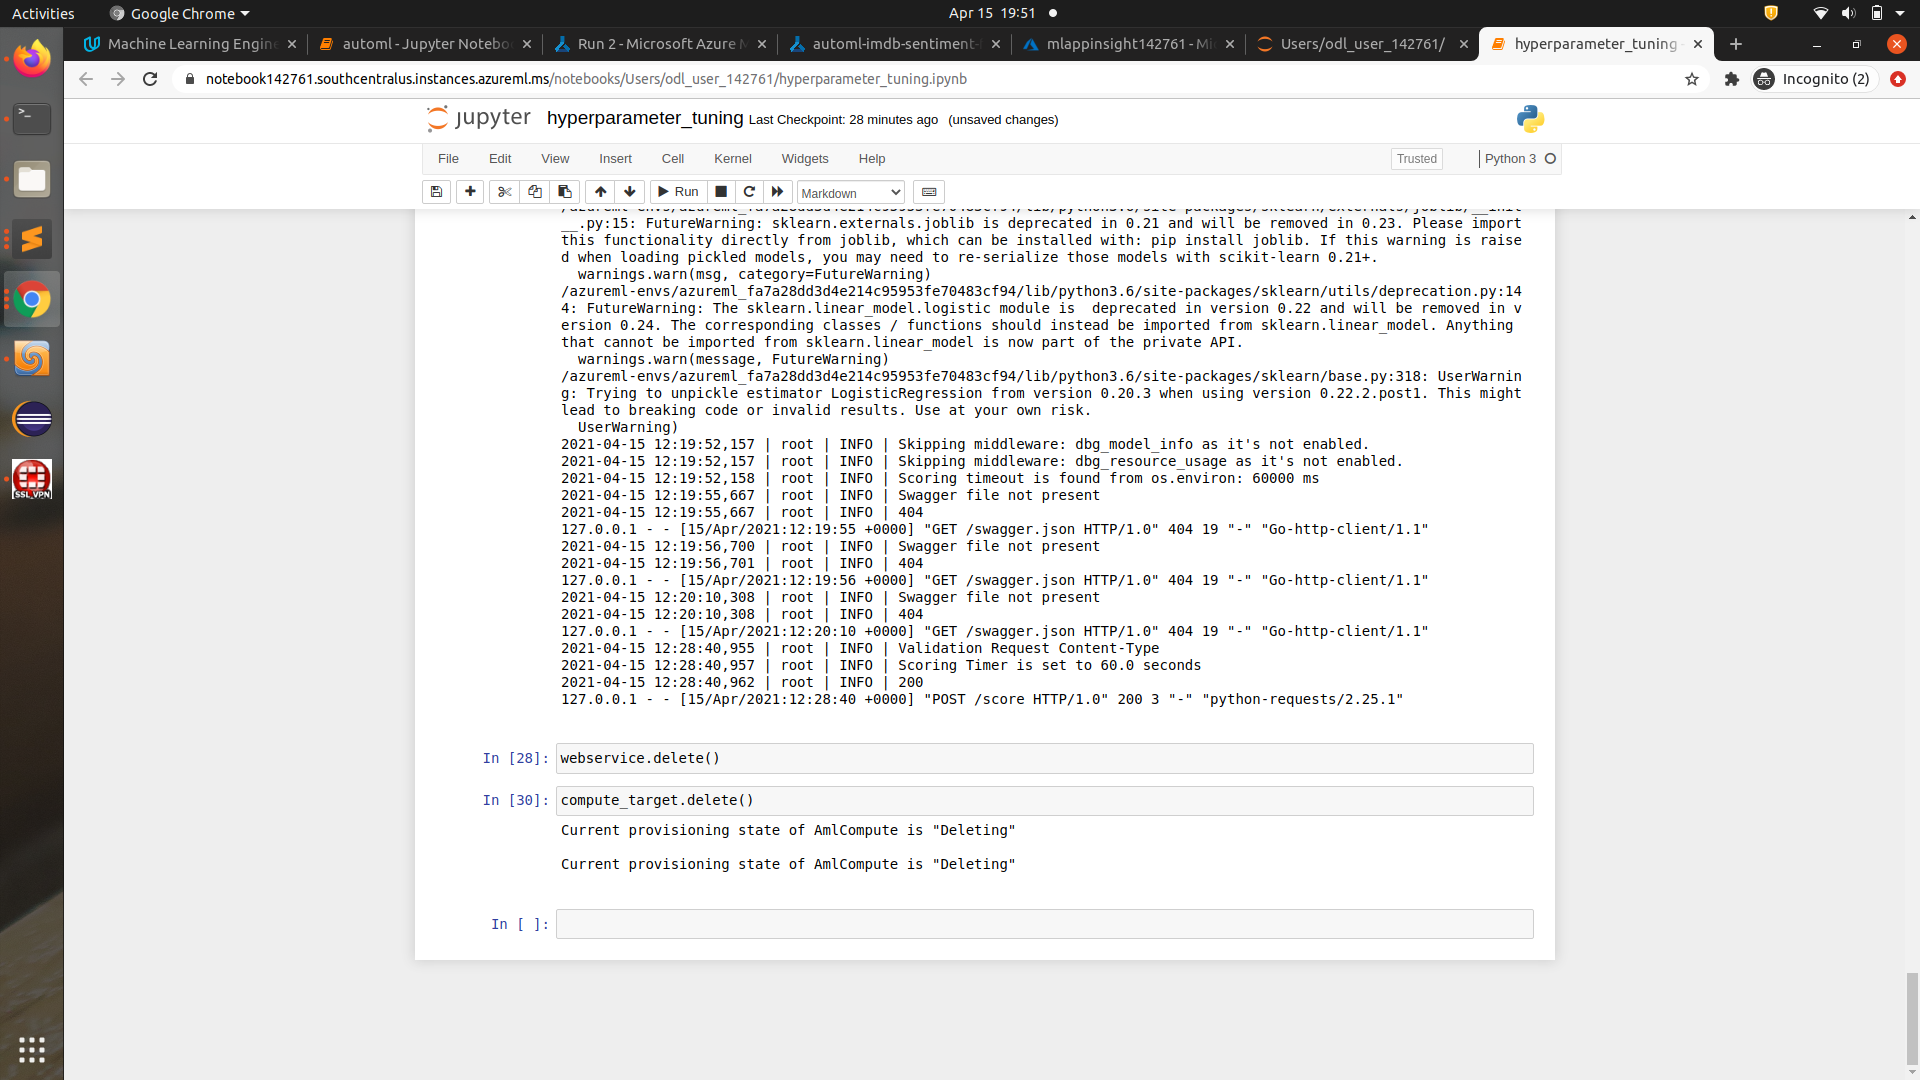 Activities
Google Chrome
Apr 15 19:51
Machine Learning Engin
automl - Jupyter Notebo
Run 2 - Microsoft Azure M
automl-imdb-sentiment-
mlappinsight142761 - Mi
Users/odl_user_142761/
hyperparameter_tuning
notebook142761.southcentralus.instances.azureml.ms/notebooks/Users/odl_user_142761/hyperparameter_tuning.ipynb
Incognito (2)
jupyter hyperparameter_tuning Last Checkpoint: 28 minutes ago (unsaved changes)
File Edit View Insert Cell Kernel Widgets Help
Trusted
Python 3
Run
Markdown
/azureml-envs/azureml_fa7a28dd3d4e214c95953fe70483cf94/lib/python3.6/site-packages/sklearn/externals/joblib/__init
__.py:15: FutureWarning: sklearn.externals.joblib is deprecated in 0.21 and will be removed in 0.23. Please import
this functionality directly from joblib, which can be installed with: pip install joblib. If this warning is raise
d when loading pickled models, you may need to re-serialize those models with scikit-learn 0.21+.
warnings.warn(msg, category=FutureWarning)
/azureml-envs/azureml_fa7a28dd3d4e214c95953fe70483cf94/lib/python3.6/site-packages/sklearn/utils/deprecation.py:14
4: FutureWarning: The sklearn.linear_model.logistic module is  deprecated in version 0.22 and will be removed in v
ersion 0.24. The corresponding classes / functions should instead be imported from sklearn.linear_model. Anything
that cannot be imported from sklearn.linear_model is now part of the private API.
warnings.warn(message, FutureWarning)
/azureml-envs/azureml_fa7a28dd3d4e214c95953fe70483cf94/lib/python3.6/site-packages/sklearn/base.py:318: UserWarnin
g: Trying to unpickle estimator LogisticRegression from version 0.20.3 when using version 0.22.2.post1. This might
lead to breaking code or invalid results. Use at your own risk.
UserWarning)
2021-04-15 12:19:52,157 | root | INFO | Skipping middleware: dbg_model_info as it's not enabled.
2021-04-15 12:19:52,157 | root | INFO | Skipping middleware: dbg_resource_usage as it's not enabled.
2021-04-15 12:19:52,158 | root | INFO | Scoring timeout is found from os.environ: 60000 ms
2021-04-15 12:19:55,667 | root | INFO | Swagger file not present
2021-04-15 12:19:55,667 | root | INFO | 404
127.0.0.1 - - [15/Apr/2021:12:19:55 +0000] "GET /swagger.json HTTP/1.0" 404 19 "-" "Go-http-client/1.1"
2021-04-15 12:19:56,700 | root | INFO | Swagger file not present
2021-04-15 12:19:56,701 | root | INFO | 404
127.0.0.1 - - [15/Apr/2021:12:19:56 +0000] "GET /swagger.json HTTP/1.0" 404 19 "-" "Go-http-client/1.1"
2021-04-15 12:20:10,308 | root | INFO | Swagger file not present
2021-04-15 12:20:10,308 | root | INFO | 404
127.0.0.1 - - [15/Apr/2021:12:20:10 +0000] "GET /swagger.json HTTP/1.0" 404 19 "-" "Go-http-client/1.1"
2021-04-15 12:28:40,955 | root | INFO | Validation Request Content-Type
2021-04-15 12:28:40,957 | root | INFO | Scoring Timer is set to 60.0 seconds
2021-04-15 12:28:40,962 | root | INFO | 200
127.0.0.1 - - [15/Apr/2021:12:28:40 +0000] "POST /score HTTP/1.0" 200 3 "-" "python-requests/2.25.1"
In [28]: webservice.delete()
In [30]: compute_target.delete()
Current provisioning state of AmlCompute is "Deleting"
Current provisioning state of AmlCompute is "Deleting"
In [ ]:
SSL VPN